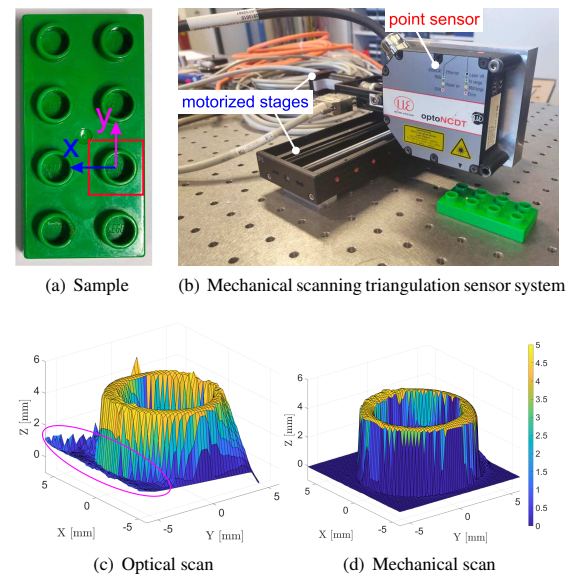 point sensor
motorized stages
optoNCDT
y
x
(a) Sample
(b) Mechanical scanning triangulation sensor system
6
4
2
0
Z [mm]
5
0
-5
X [mm]
-5
0
5
Y [mm]
(c) Optical scan
6
4
2
0
Z [mm]
5
0
-5
X [mm]
-5
0
5
Y [mm]
5
4.5
4
3.5
3
2.5
2
1.5
1
0.5
0
(d) Mechanical scan